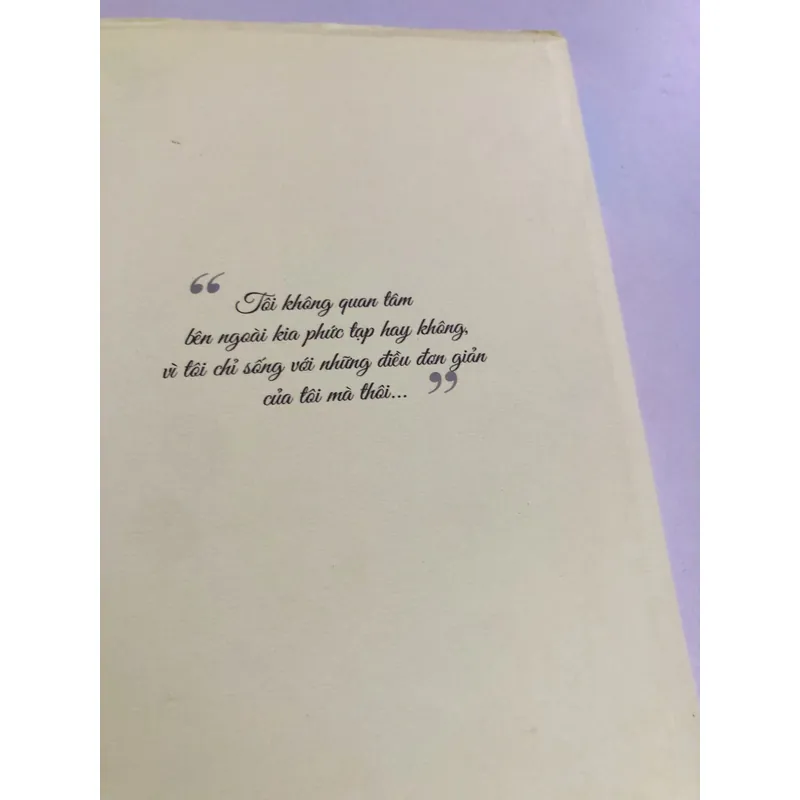 “ Tôi không quan tâm
bên ngoài kia phức tạp hay không,
vì tôi chỉ sống với những điều đơn giản
của tôi mà thôi... ”